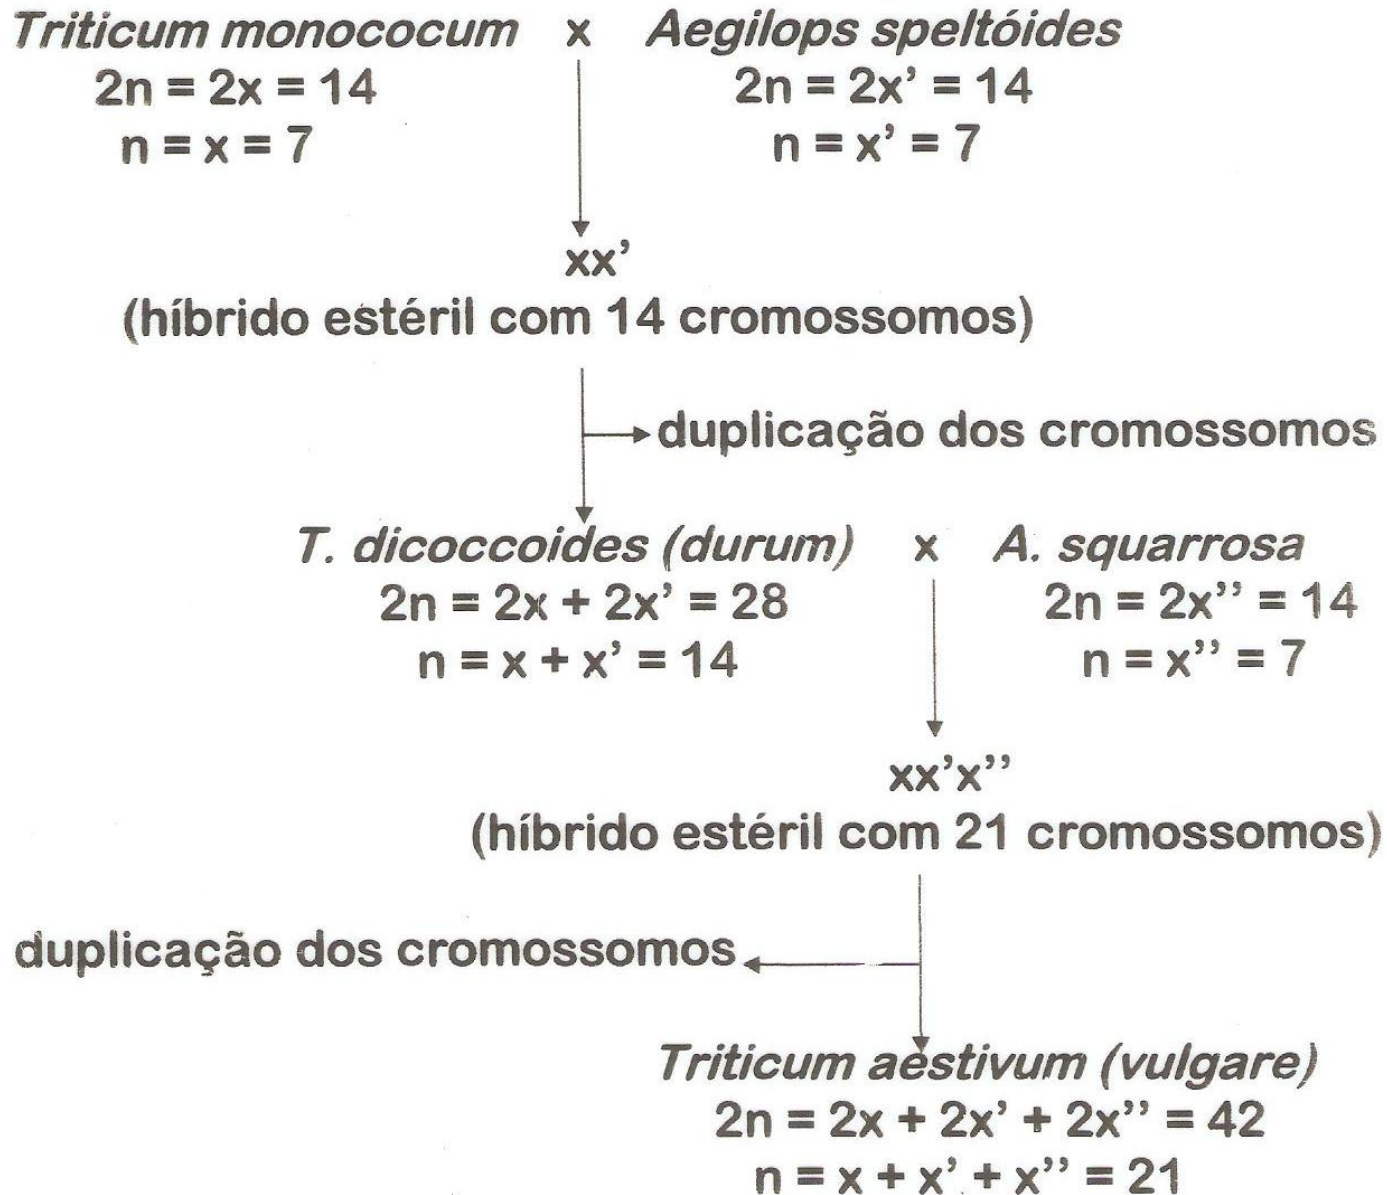 Triticum monococum x Aegilops speltóides
2n = 2x = 14 2n = 2x’ = 14
n = x = 7 n = x’ = 7
xx’
(híbrido estéril com 14 cromossomos)
duplicação dos cromossomos
T. dicoccoides (durum) x A. squarrosa
2n = 2x + 2x’ = 28 2n = 2x’’ = 14
n = x + x’ = 14 n = x’’ = 7
xx’x’’
(híbrido estéril com 21 cromossomos)
duplicação dos cromossomos
Triticum aestivum (vulgare)
2n = 2x + 2x’ + 2x’’ = 42
n = x + x’ + x’’ = 21